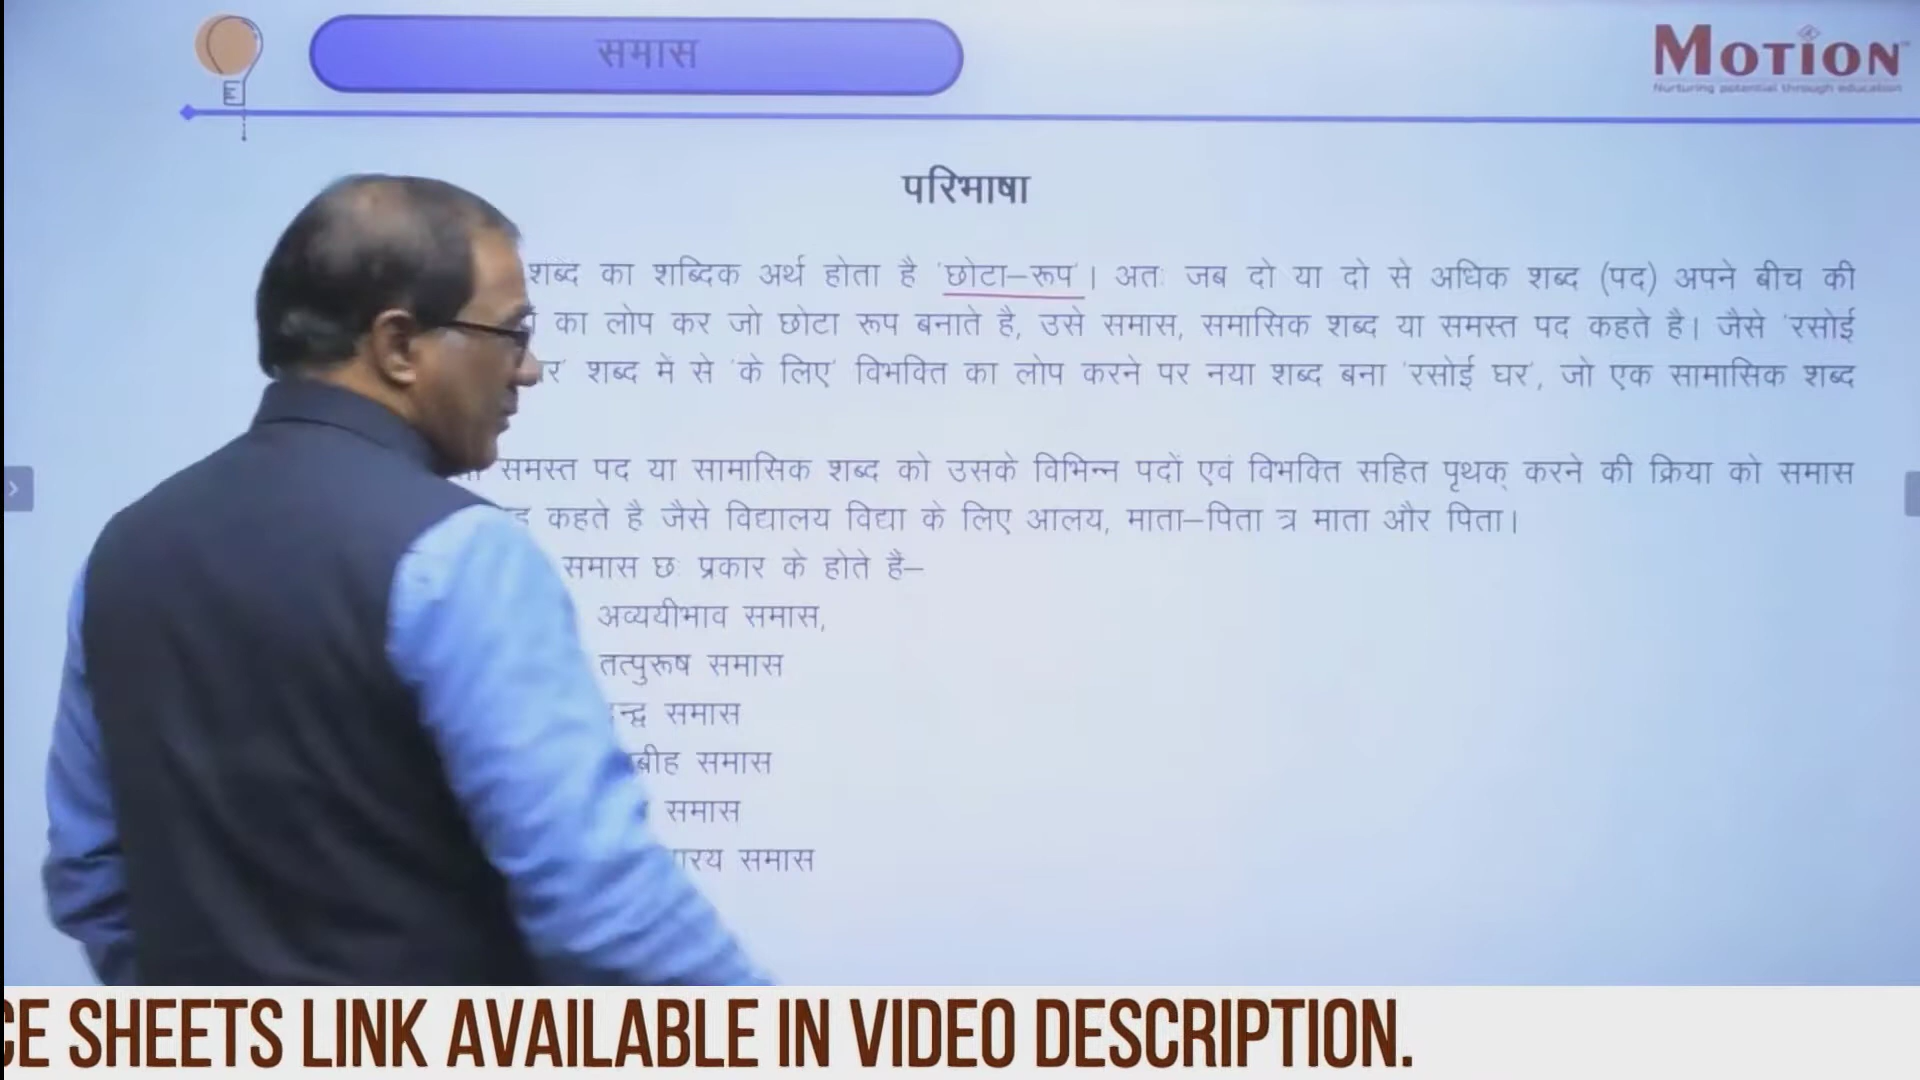 समास
MOTION
Nurturing potential through education
परिभाषा
शब्द का शब्दिक अर्थ होता है 'छोटा–रूप'। अतः जब दो या दो से अधिक शब्द (पद) अपने बीच की
का लोप कर जो छोटा रूप बनाते है, उसे समास, समासिक शब्द या समस्त पद कहते है। जैसे 'रसोई
शब्द में से 'के लिए' विभक्ति का लोप करने पर नया शब्द बना 'रसोई घर', जो एक सामासिक शब्द
समस्त पद या सामासिक शब्द को उसके विभिन्न पदों एवं विभक्ति सहित पृथक् करने की क्रिया को समास
कहते है जैसे विद्यालय विद्या के लिए आलय, माता–पिता त्र माता और पिता।
समास छः प्रकार के होते हैं–
अव्ययीभाव समास,
तत्पुरूष समास
समास
समास
समास
समास
SHEETS LINK AVAILABLE IN VIDEO DESCRIPTION.